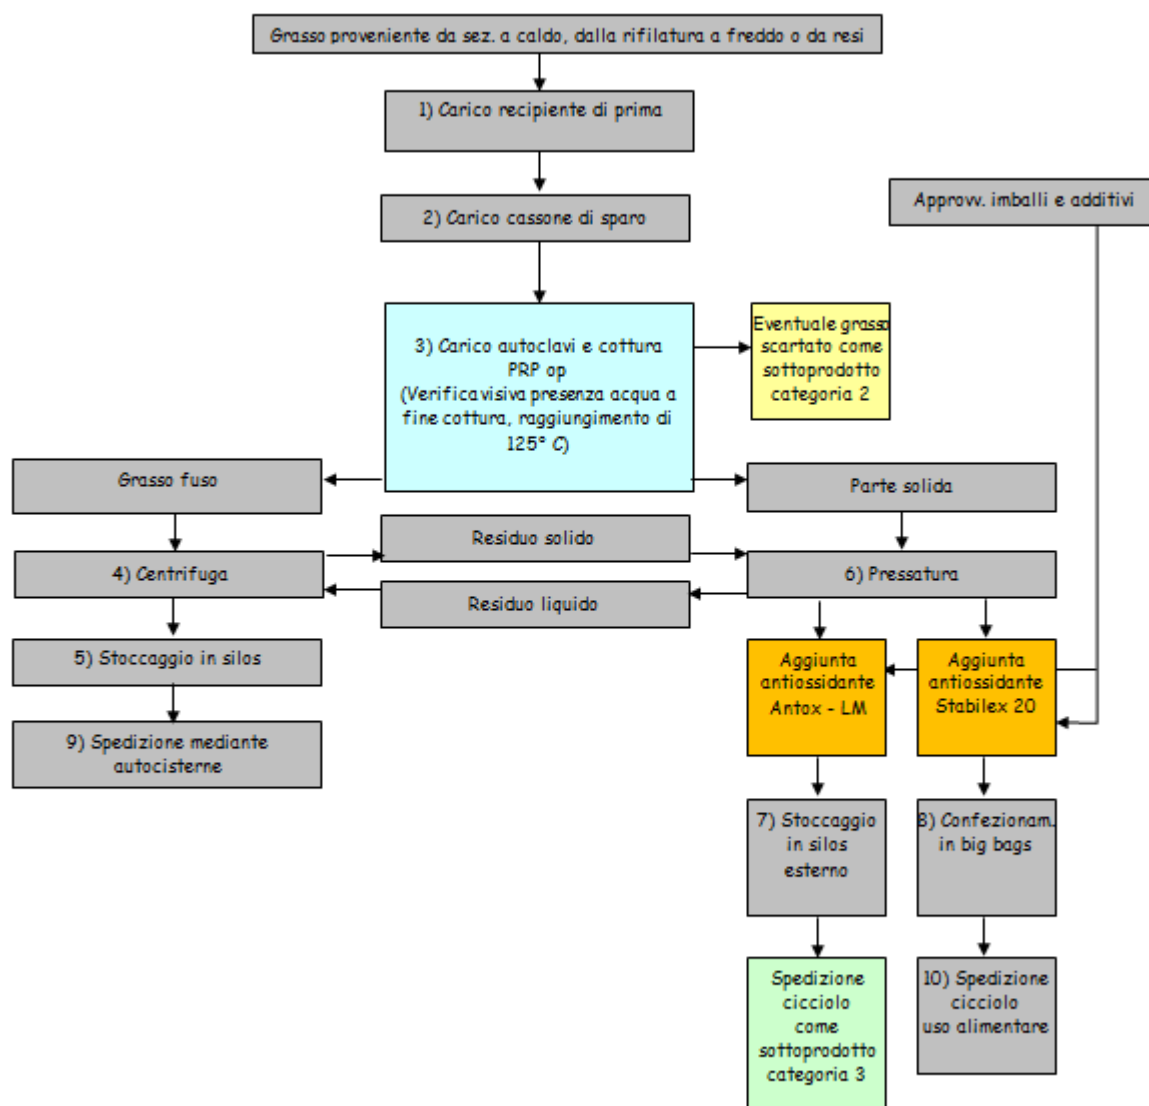 Grasso proveniente da sez. a caldo, dalla rifilatura a freddo o da resi
1) Carico recipiente di prima
2) Carico cassone di sparo
Approvv. imballi e additivi
3) Carico autoclavi e cottura
PRP op
(Verifica visiva presenza acqua a
fine cottura, raggiungimento di
125° C)
Eventuale grasso
scartato come
sottoprodotto
categoria 2
Grasso fuso
Parte solida
Residuo solido
4) Centrifuga
6) Pressatura
Residuo liquido
5) Stoccaggio in silos
Aggiunta
antiossidante
Antox - LM
Aggiunta
antiossidante
Stabilex 20
9) Spedizione mediante
autocisterne
7) Stoccaggio
in silos
esterno
8) Confezionam.
in big bags
Spedizione
cicciolo
come
sottoprodotto
categoria 3
10) Spedizione
cicciolo
uso alimentare